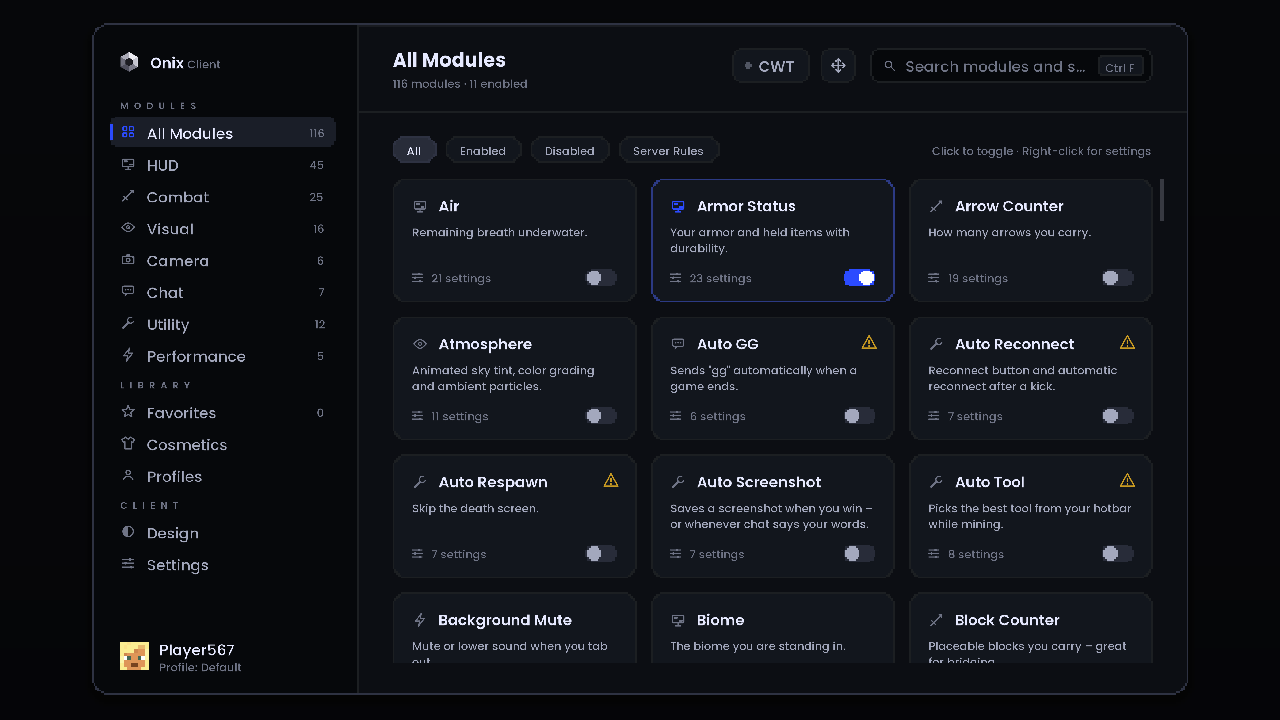 Onix Client
MODULES
All Modules 116
HUD 45
Combat 25
Visual 16
Camera 6
Chat 7
Utility 12
Performance 5
LIBRARY
Favorites 0
Cosmetics
Profiles
CLIENT
Design
Settings
Player567
Profile: Default
All Modules
116 modules · 11 enabled
CWT
Search modules and s...
Ctrl F
All Enabled Disabled Server Rules
Click to toggle · Right-click for settings
Air
Remaining breath underwater.
21 settings
Armor Status
Your armor and held items with
durability.
23 settings
Arrow Counter
How many arrows you carry.
19 settings
Atmosphere
Animated sky tint, color grading
and ambient particles.
11 settings
Auto GG
Sends "gg" automatically when a
game ends.
6 settings
Auto Reconnect
Reconnect button and automatic
reconnect after a kick.
7 settings
Auto Respawn
Skip the death screen.
7 settings
Auto Screenshot
Saves a screenshot when you win –
or whenever chat says your words.
7 settings
Auto Tool
Picks the best tool from your hotbar
while mining.
8 settings
Background Mute
Mute or lower sound when you tab
out.
Biome
The biome you are standing in.
Block Counter
Placeable blocks you carry – great
for bridging.